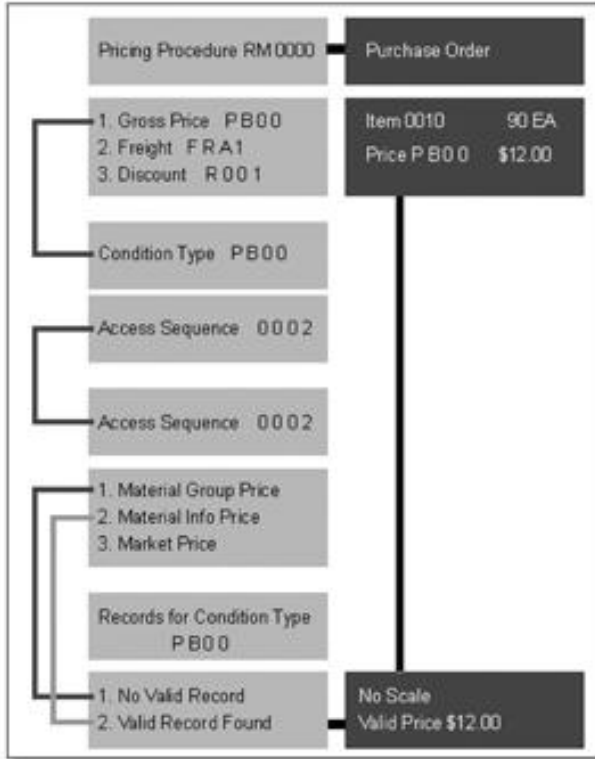 Pricing Procedure RM0000
Purchase Order
1. Gross Price PB00
2. Freight FRA1
3. Discount R001
Item 0010 90 EA
Price PB00 $12.00
Condition Type PB00
Access Sequence 0002
Access Sequence 0002
1. Material Group Price
2. Material Info Price
3. Market Price
Records for Condition Type
PB00
1. No Valid Record
2. Valid Record Found
No Scale
Valid Price $12.00